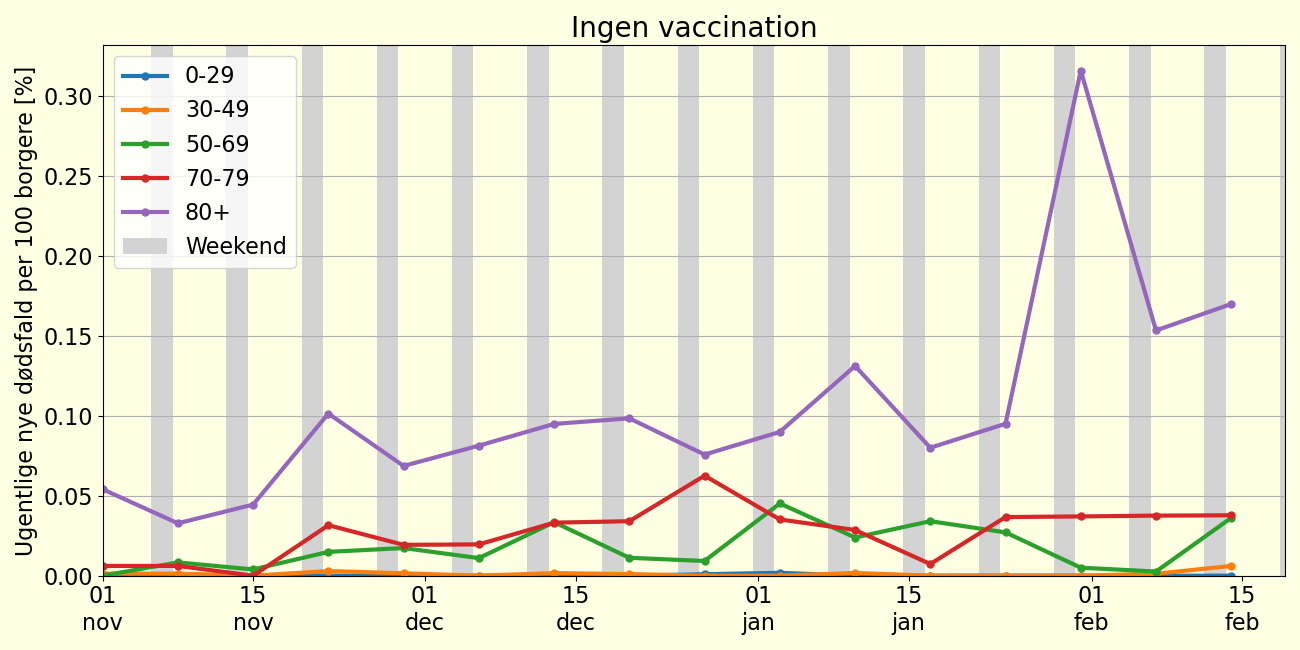 Ingen vaccination
Ugentlige nye dødsfald per 100 borgere [%]
0.30
0.25
0.20
0.15
0.10
0.05
0.00
0-29
30-49
50-69
70-79
80+
Weekend
01 15 01 15 01 15 01 15
nov nov dec dec jan jan feb feb